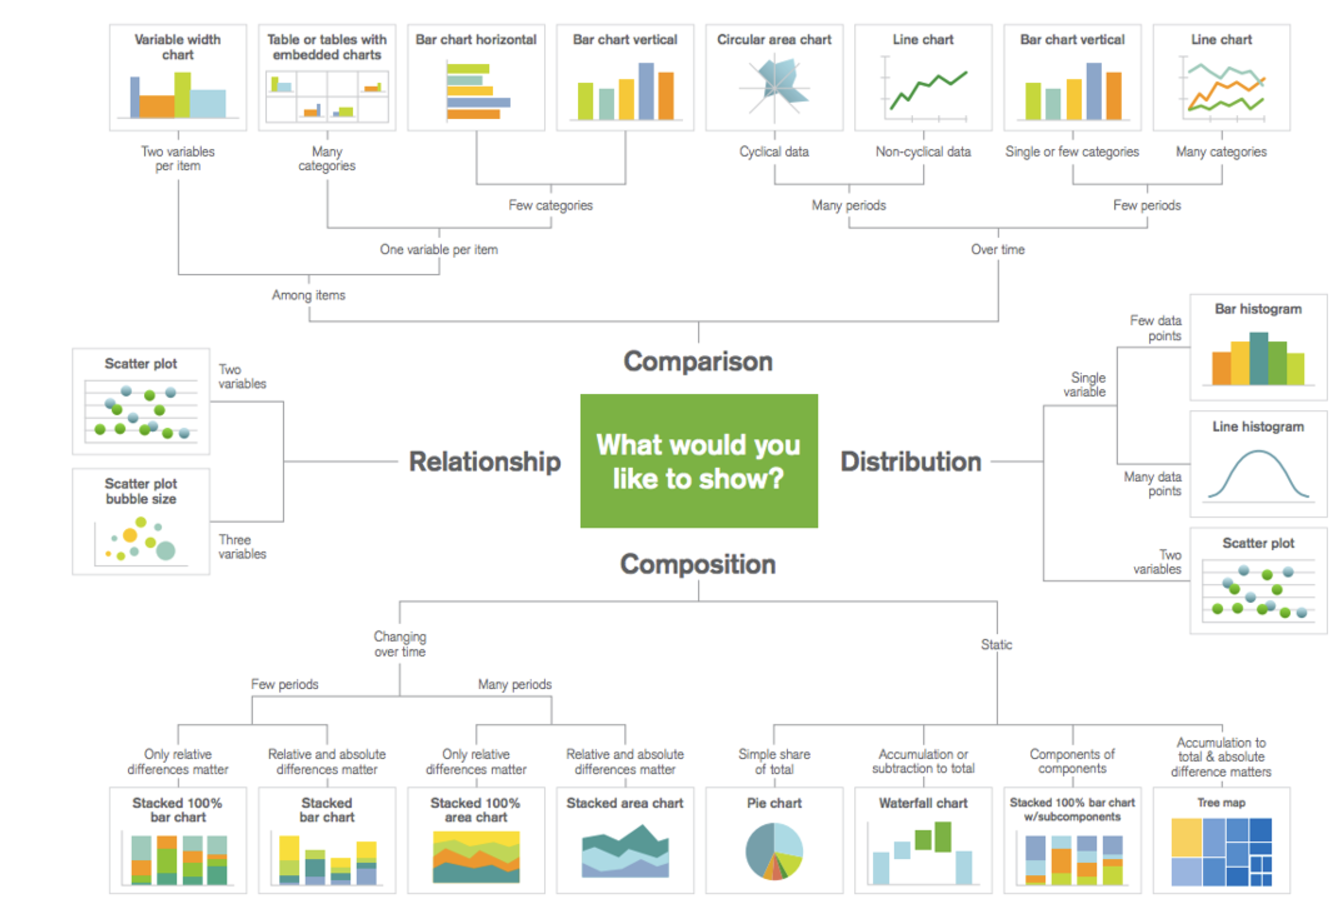 Variable width
chart
Table or tables with
embedded charts
Bar chart horizontal
Bar chart vertical
Circular area chart
Line chart
Bar chart vertical
Line chart
Two variables
per item
Many
categories
Cyclical data
Non-cyclical data
Single or few categories
Many categories
Few categories
Many periods
Few periods
One variable per item
Over time
Among items
Comparison
Scatter plot
Two
variables
Relationship
Scatter plot
bubble size
Three
variables
What would you
like to show?
Distribution
Single
variable
Few data
points
Bar histogram
Many data
points
Line histogram
Two
variables
Scatter plot
Composition
Changing
over time
Static
Few periods
Many periods
Only relative
differences matter
Relative and absolute
differences matter
Only relative
differences matter
Relative and absolute
differences matter
Simple share
of total
Accumulation or
subtraction to total
Components of
components
Accumulation to
total & absolute
difference matters
Stacked 100%
bar chart
Stacked
bar chart
Stacked 100%
area chart
Stacked area chart
Pie chart
Waterfall chart
Stacked 100% bar chart
w/subcomponents
Tree map